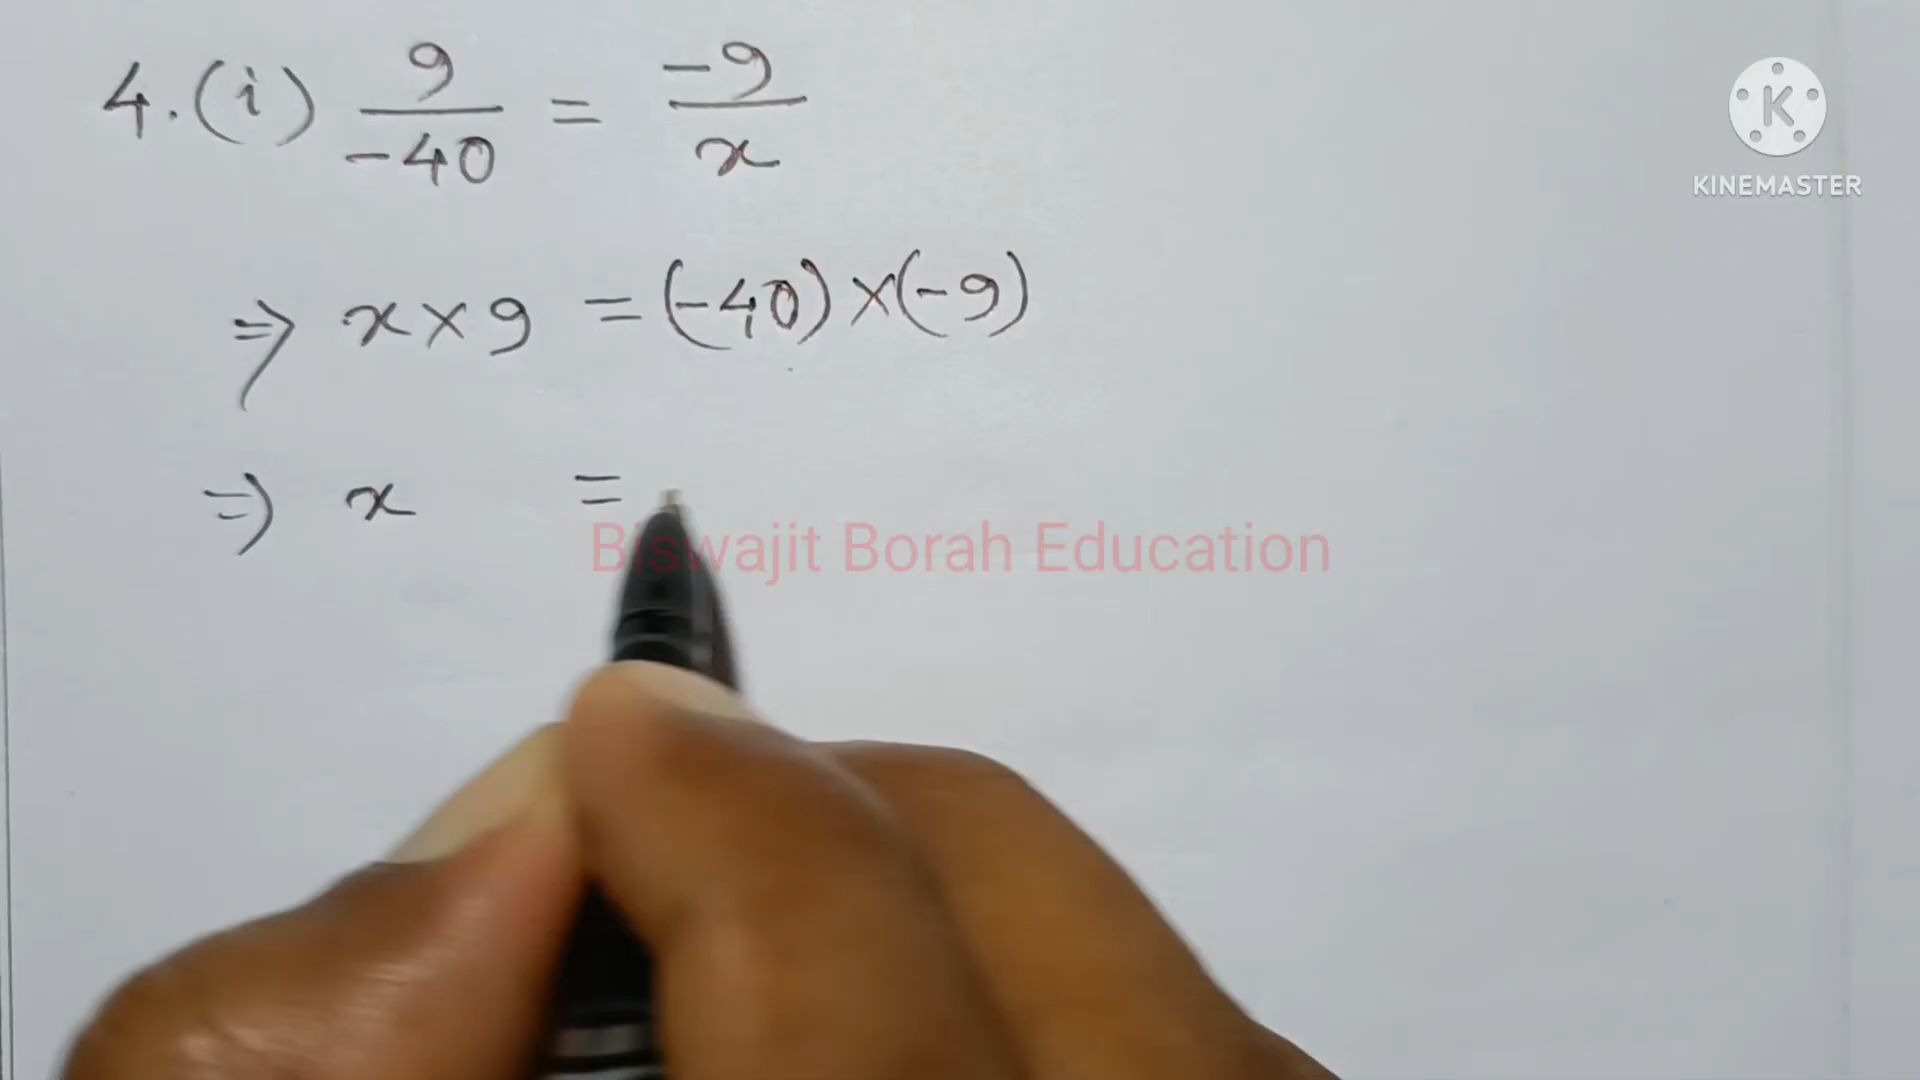 4.(i) 9/-40 = -9/x
K
KINEMASTER
⇒ x × 9 = (-40) × (-9)
⇒ x =
Biswajit Borah Education